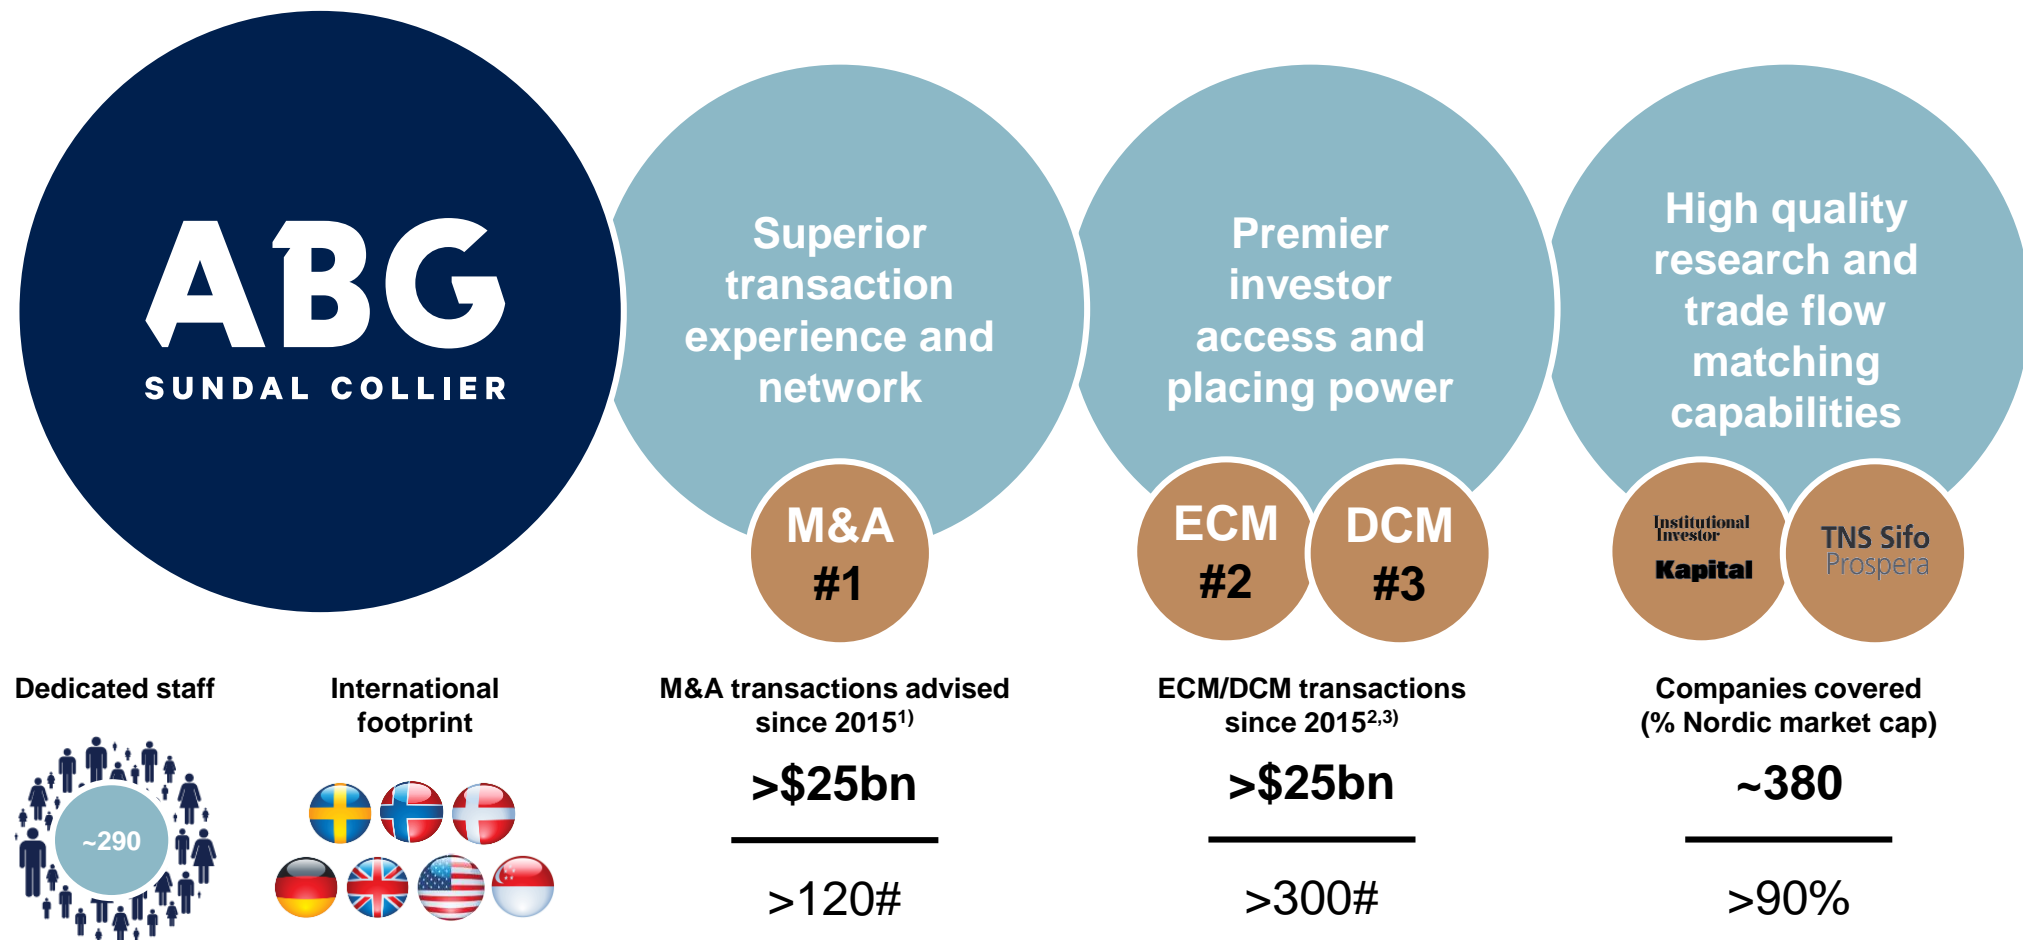 ABG
SUNDAL COLLIER
Superior
transaction
experience and
network
M&A
#1
Premier
investor
access and
placing power
ECM
#2
DCM
#3
High quality
research and
trade flow
matching
capabilities
Institutional
Investor
Kapital
TNS Sifo
Prospera
Dedicated staff
~290
International
footprint
M&A transactions advised
since 2015¹⁾
>$25bn
>120#
ECM/DCM transactions
since 2015²,³⁾
>$25bn
>300#
Companies covered
(% Nordic market cap)
~380
>90%